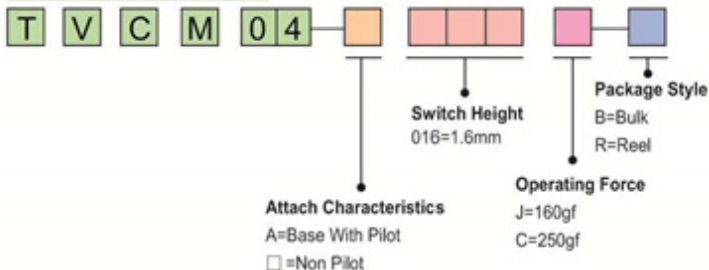 T V C M 0 4
Switch Height
016=1.6mm
Package Style
B=Bulk
R=Reel
Operating Force
J=160gf
C=250gf
Attach Characteristics
A=Base With Pilot
□=Non Pilot